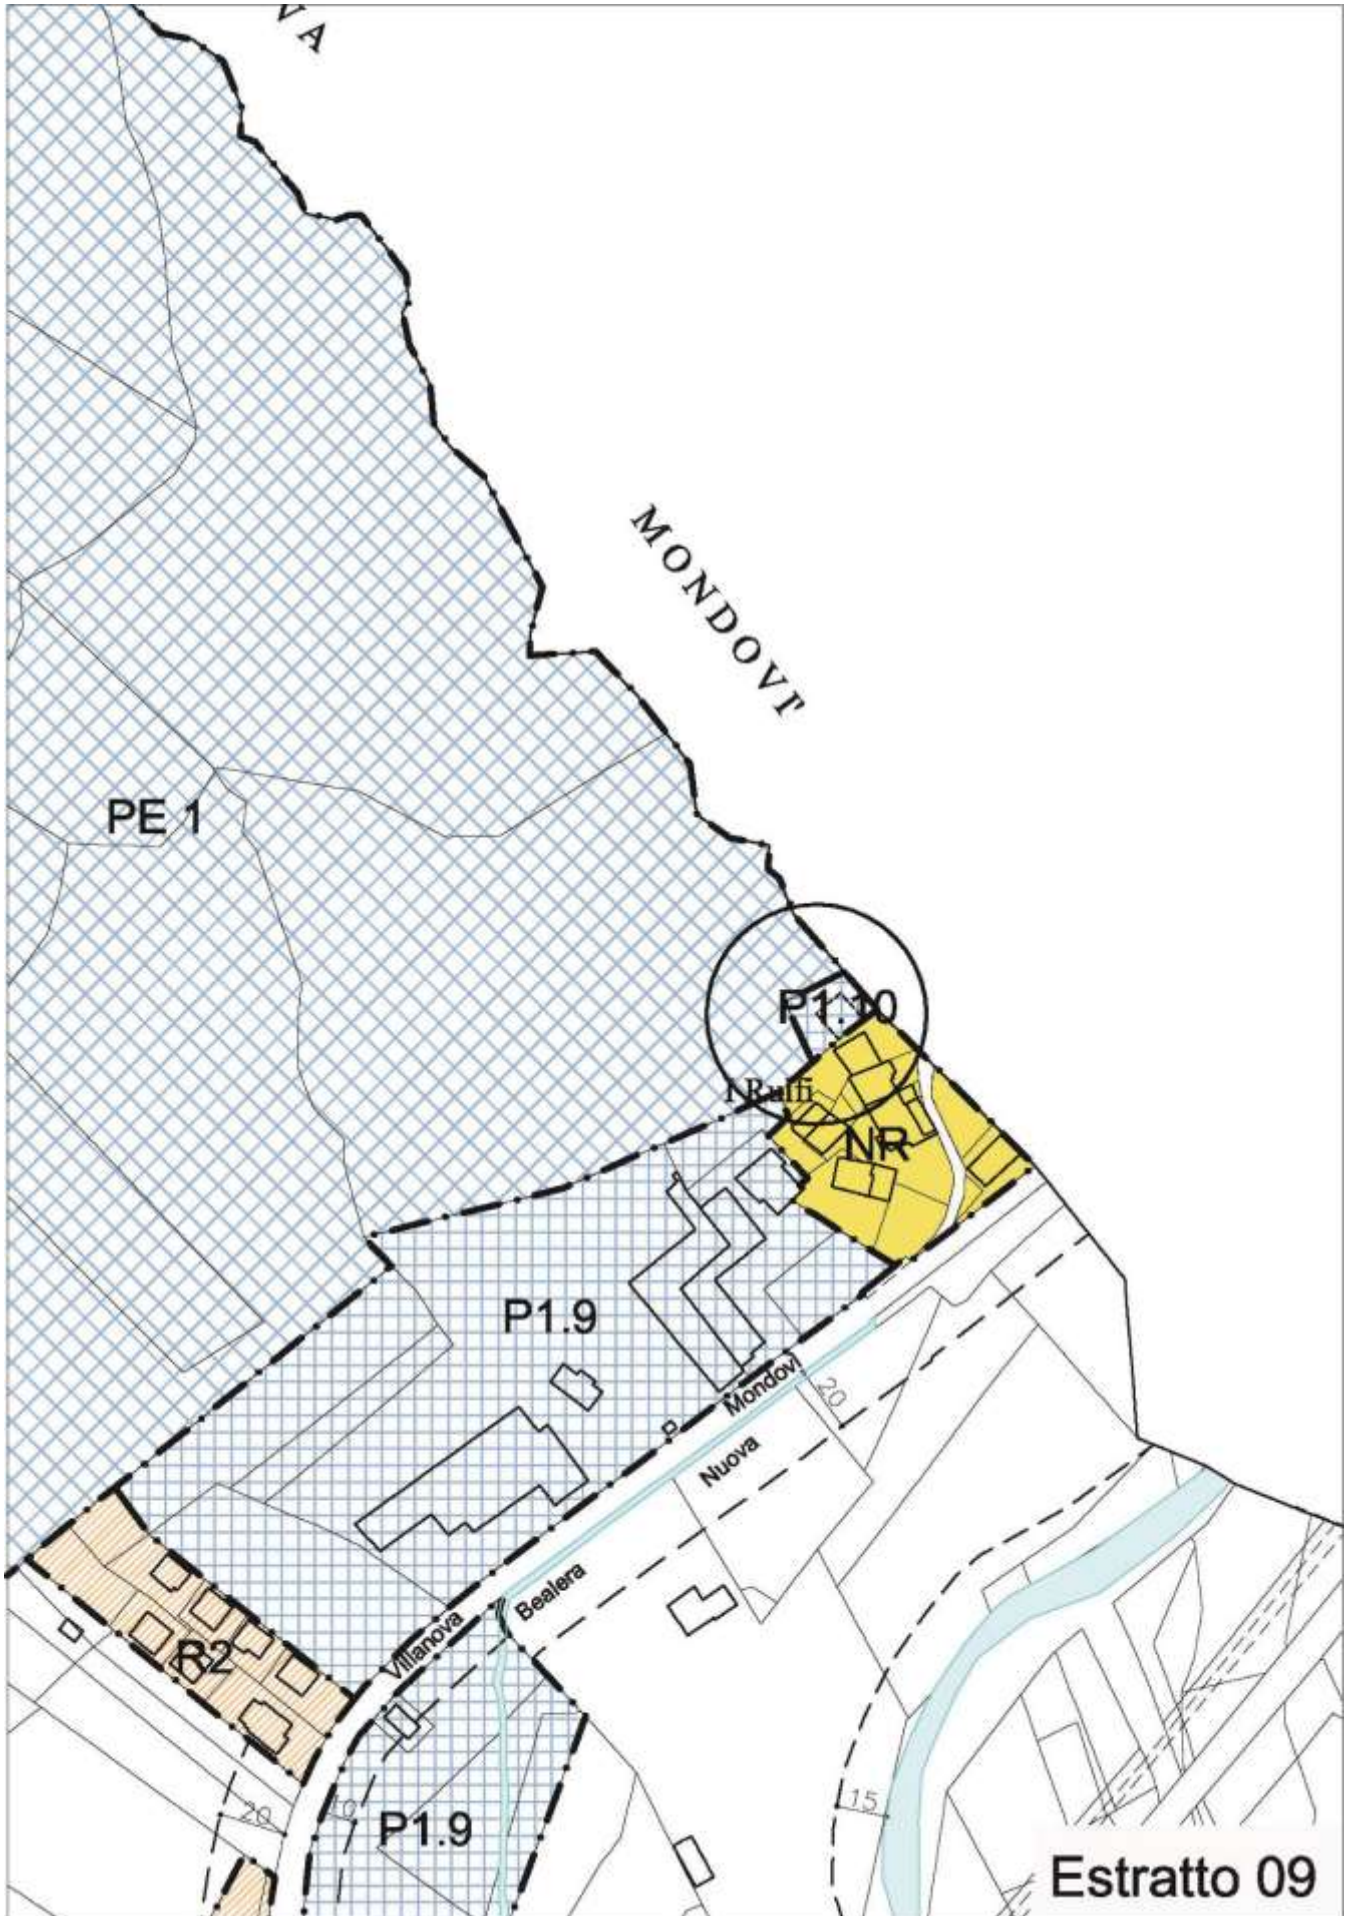 VA
MONDOVI'
PE 1
P1.10
I Rulfi
NR
P1.9
Mondovì
20
Nuova
Bealera
Villanova
R2
20
10
P1.9
15
Estratto 09